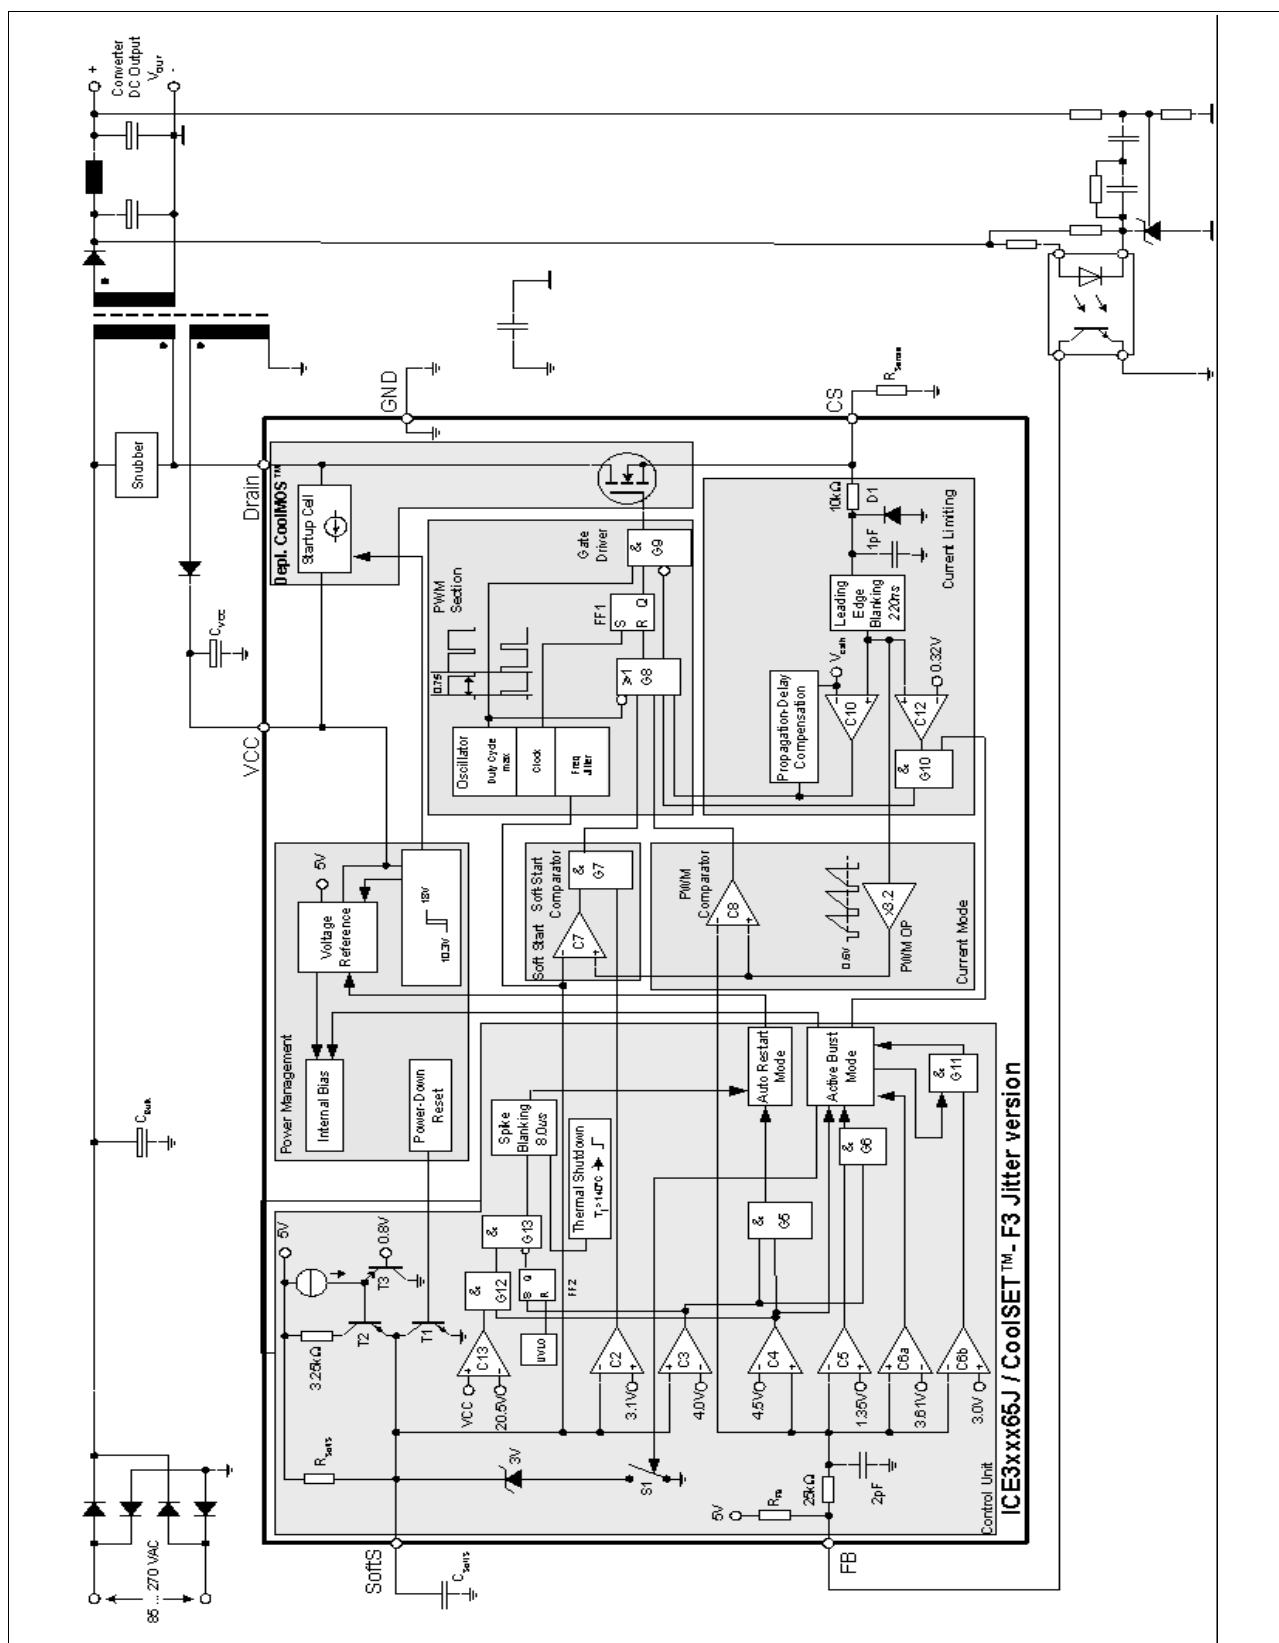 85 ... 270 VAC
CBulk
Snubber
+
Converter
DC Output
VOUT
-
CVCC
VCC
Drain
GND
CS
RSense
SoftS
CSoftS
FB
Power Management
Internal Bias
Voltage
Reference
5V
Power-Down
Reset
10.3V
18V
Depl. CoolMOS™
Startup Cell
5V
3.25kΩ
RSoftS
T2
T3
0.8V
T1
3V
S1
VCC
20.5V
C13
&
G12
UVLO
S
R
Q
FF2
&
G13
Spike
Blanking
8.0us
Thermal Shutdown
Tj >140°C
3.1V
C2
4.0V
C3
4.5V
C4
1.35V
C5
3.61V
C6a
3.0V
C6b
&
G5
&
G6
&
G11
Auto Restart
Mode
Active Burst
Mode
5V
RFB
25kΩ
2pF
Control Unit
Soft Start
Soft-Start
Comparator
C7
&
G7
PWM
Comparator
C8
0.6V
PWM OP
x3.2
Current Mode
PWM
Section
0.75
Oscillator
Duty Cycle
max
Clock
Freq
Jitter
≥1
G8
FF1
S
R
Q
Gate
Driver
&
G9
Propagation-Delay
Compensation
Vcsth
C10
C12
0.32V
&
G10
Leading
Edge
Blanking
220ns
10kΩ
D1
1pF
Current Limiting
ICE3xxx65J / CoolSET™- F3 Jitter version